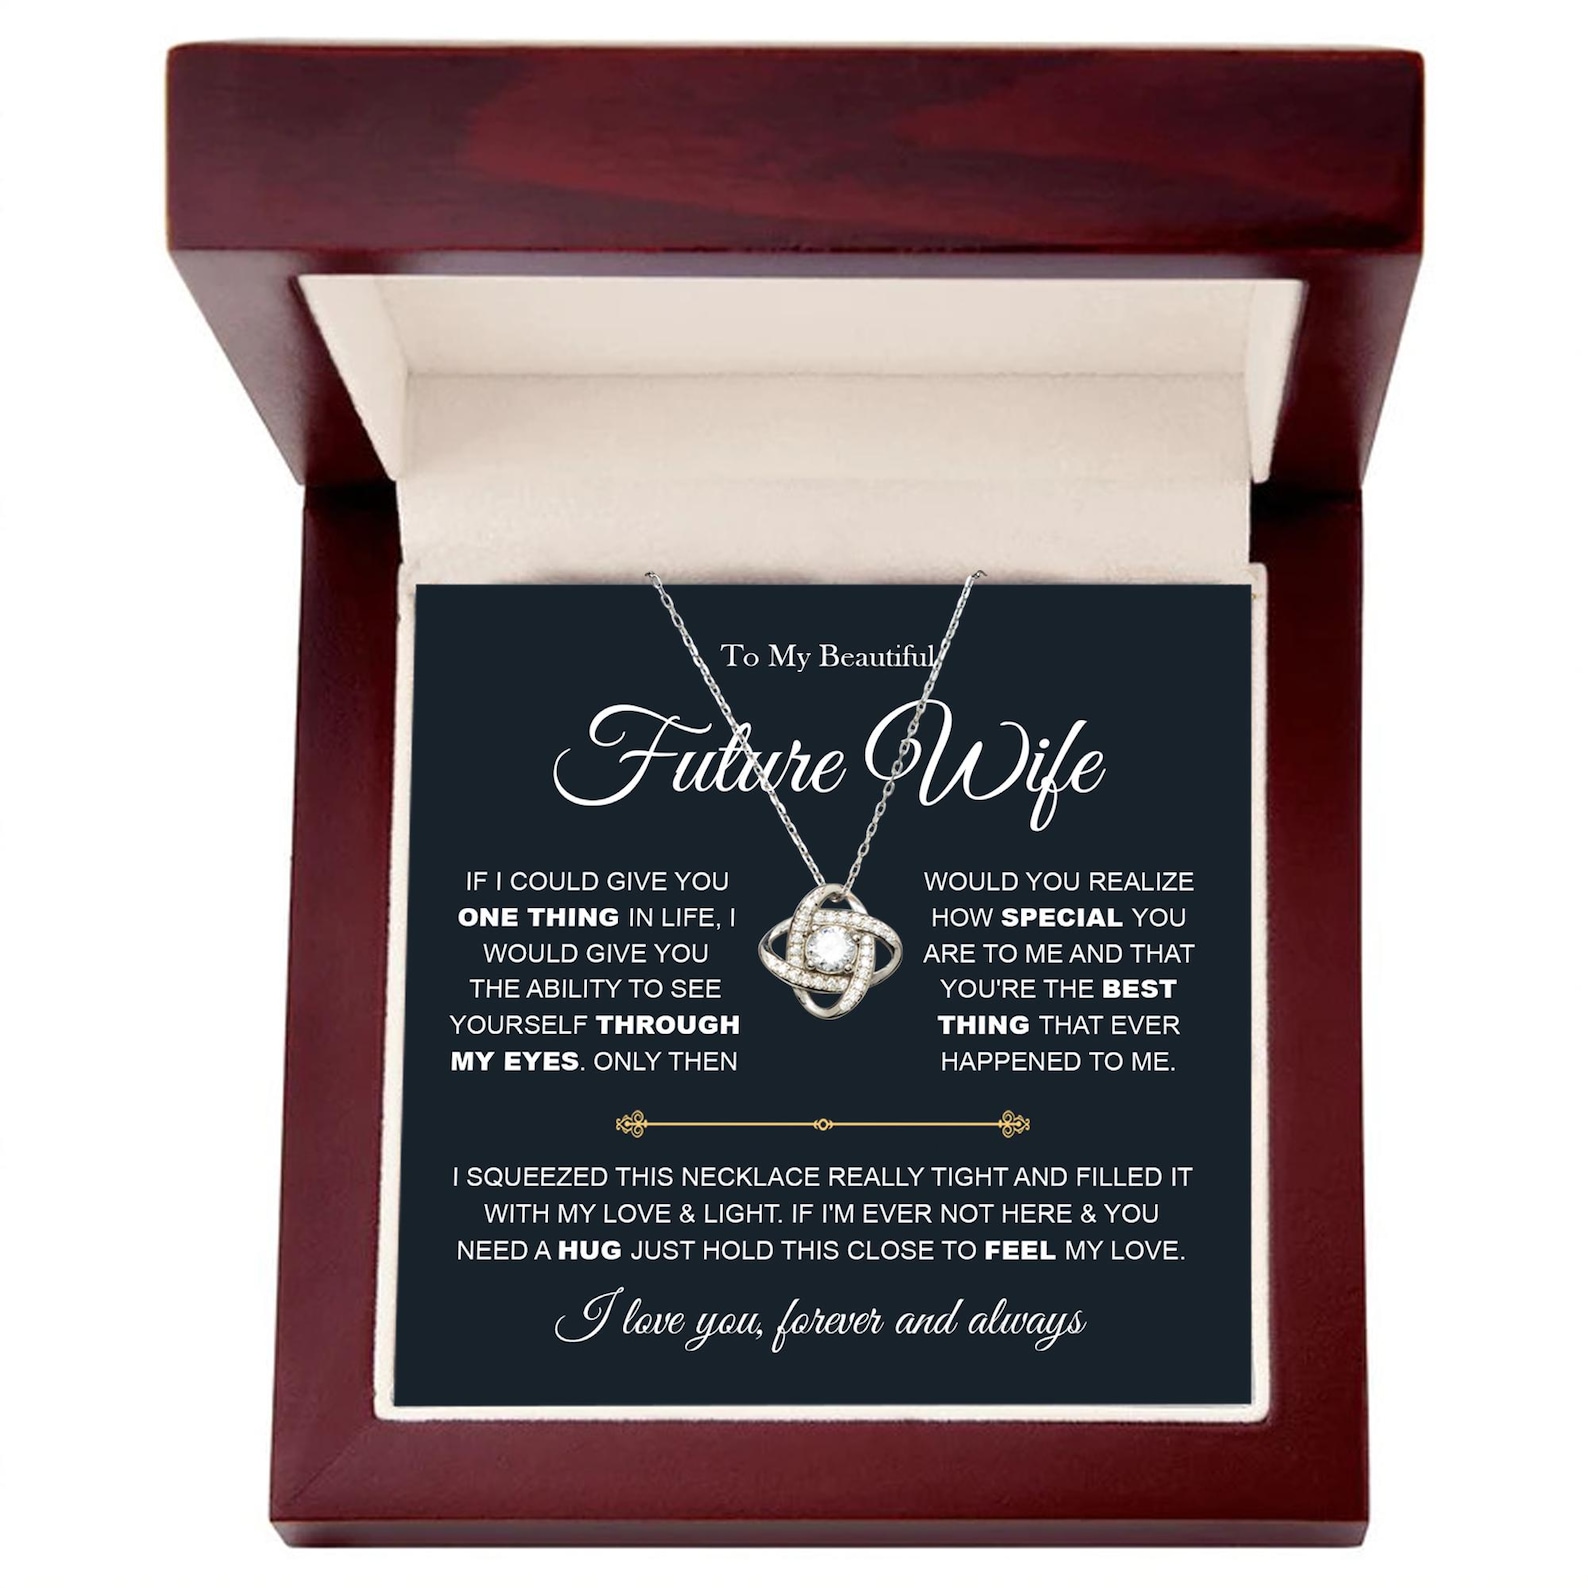 To My Beautiful
Future Wife
IF I COULD GIVE YOU
ONE THING IN LIFE, I
WOULD GIVE YOU
THE ABILITY TO SEE
YOURSELF THROUGH
MY EYES. ONLY THEN
WOULD YOU REALIZE
HOW SPECIAL YOU
ARE TO ME AND THAT
YOU'RE THE BEST
THING THAT EVER
HAPPENED TO ME.
I SQUEEZED THIS NECKLACE REALLY TIGHT AND FILLED IT
WITH MY LOVE & LIGHT. IF I'M EVER NOT HERE & YOU
NEED A HUG JUST HOLD THIS CLOSE TO FEEL MY LOVE.
I love you, forever and always